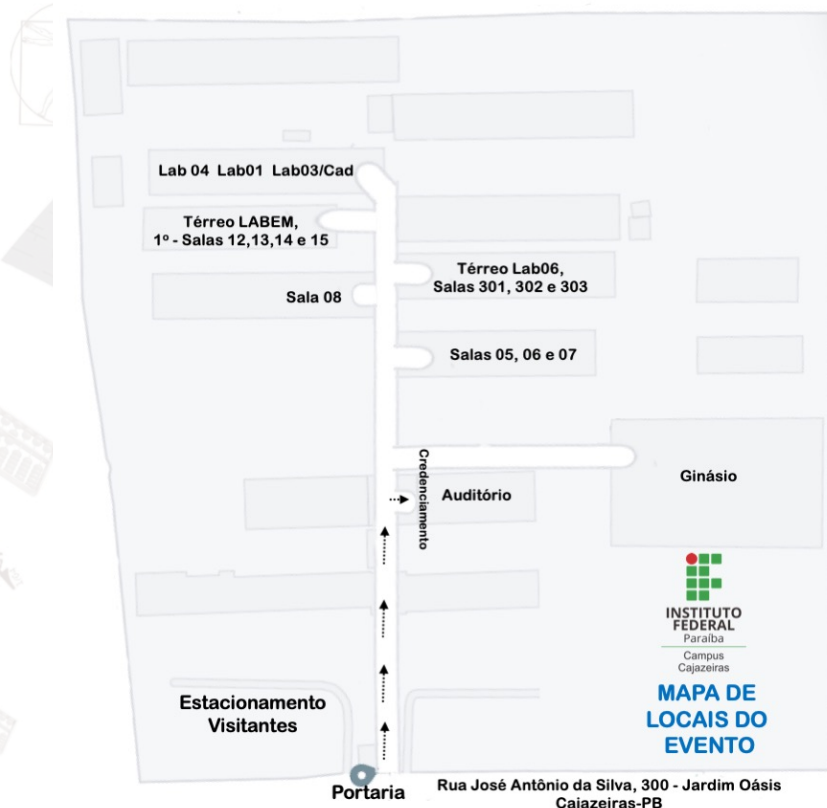 Lab 04 Lab01 Lab03/Cad
Térreo LABEM,
1º - Salas 12,13,14 e 15
Térreo Lab06,
Salas 301, 302 e 303
Sala 08
Salas 05, 06 e 07
Credenciamento
Auditório
Ginásio
INSTITUTO
FEDERAL
Paraíba
Campus
Cajazeiras
MAPA DE
LOCAIS DO
EVENTO
Estacionamento
Visitantes
Portaria
Rua José Antônio da Silva, 300 - Jardim Oásis
Cajazeiras-PB